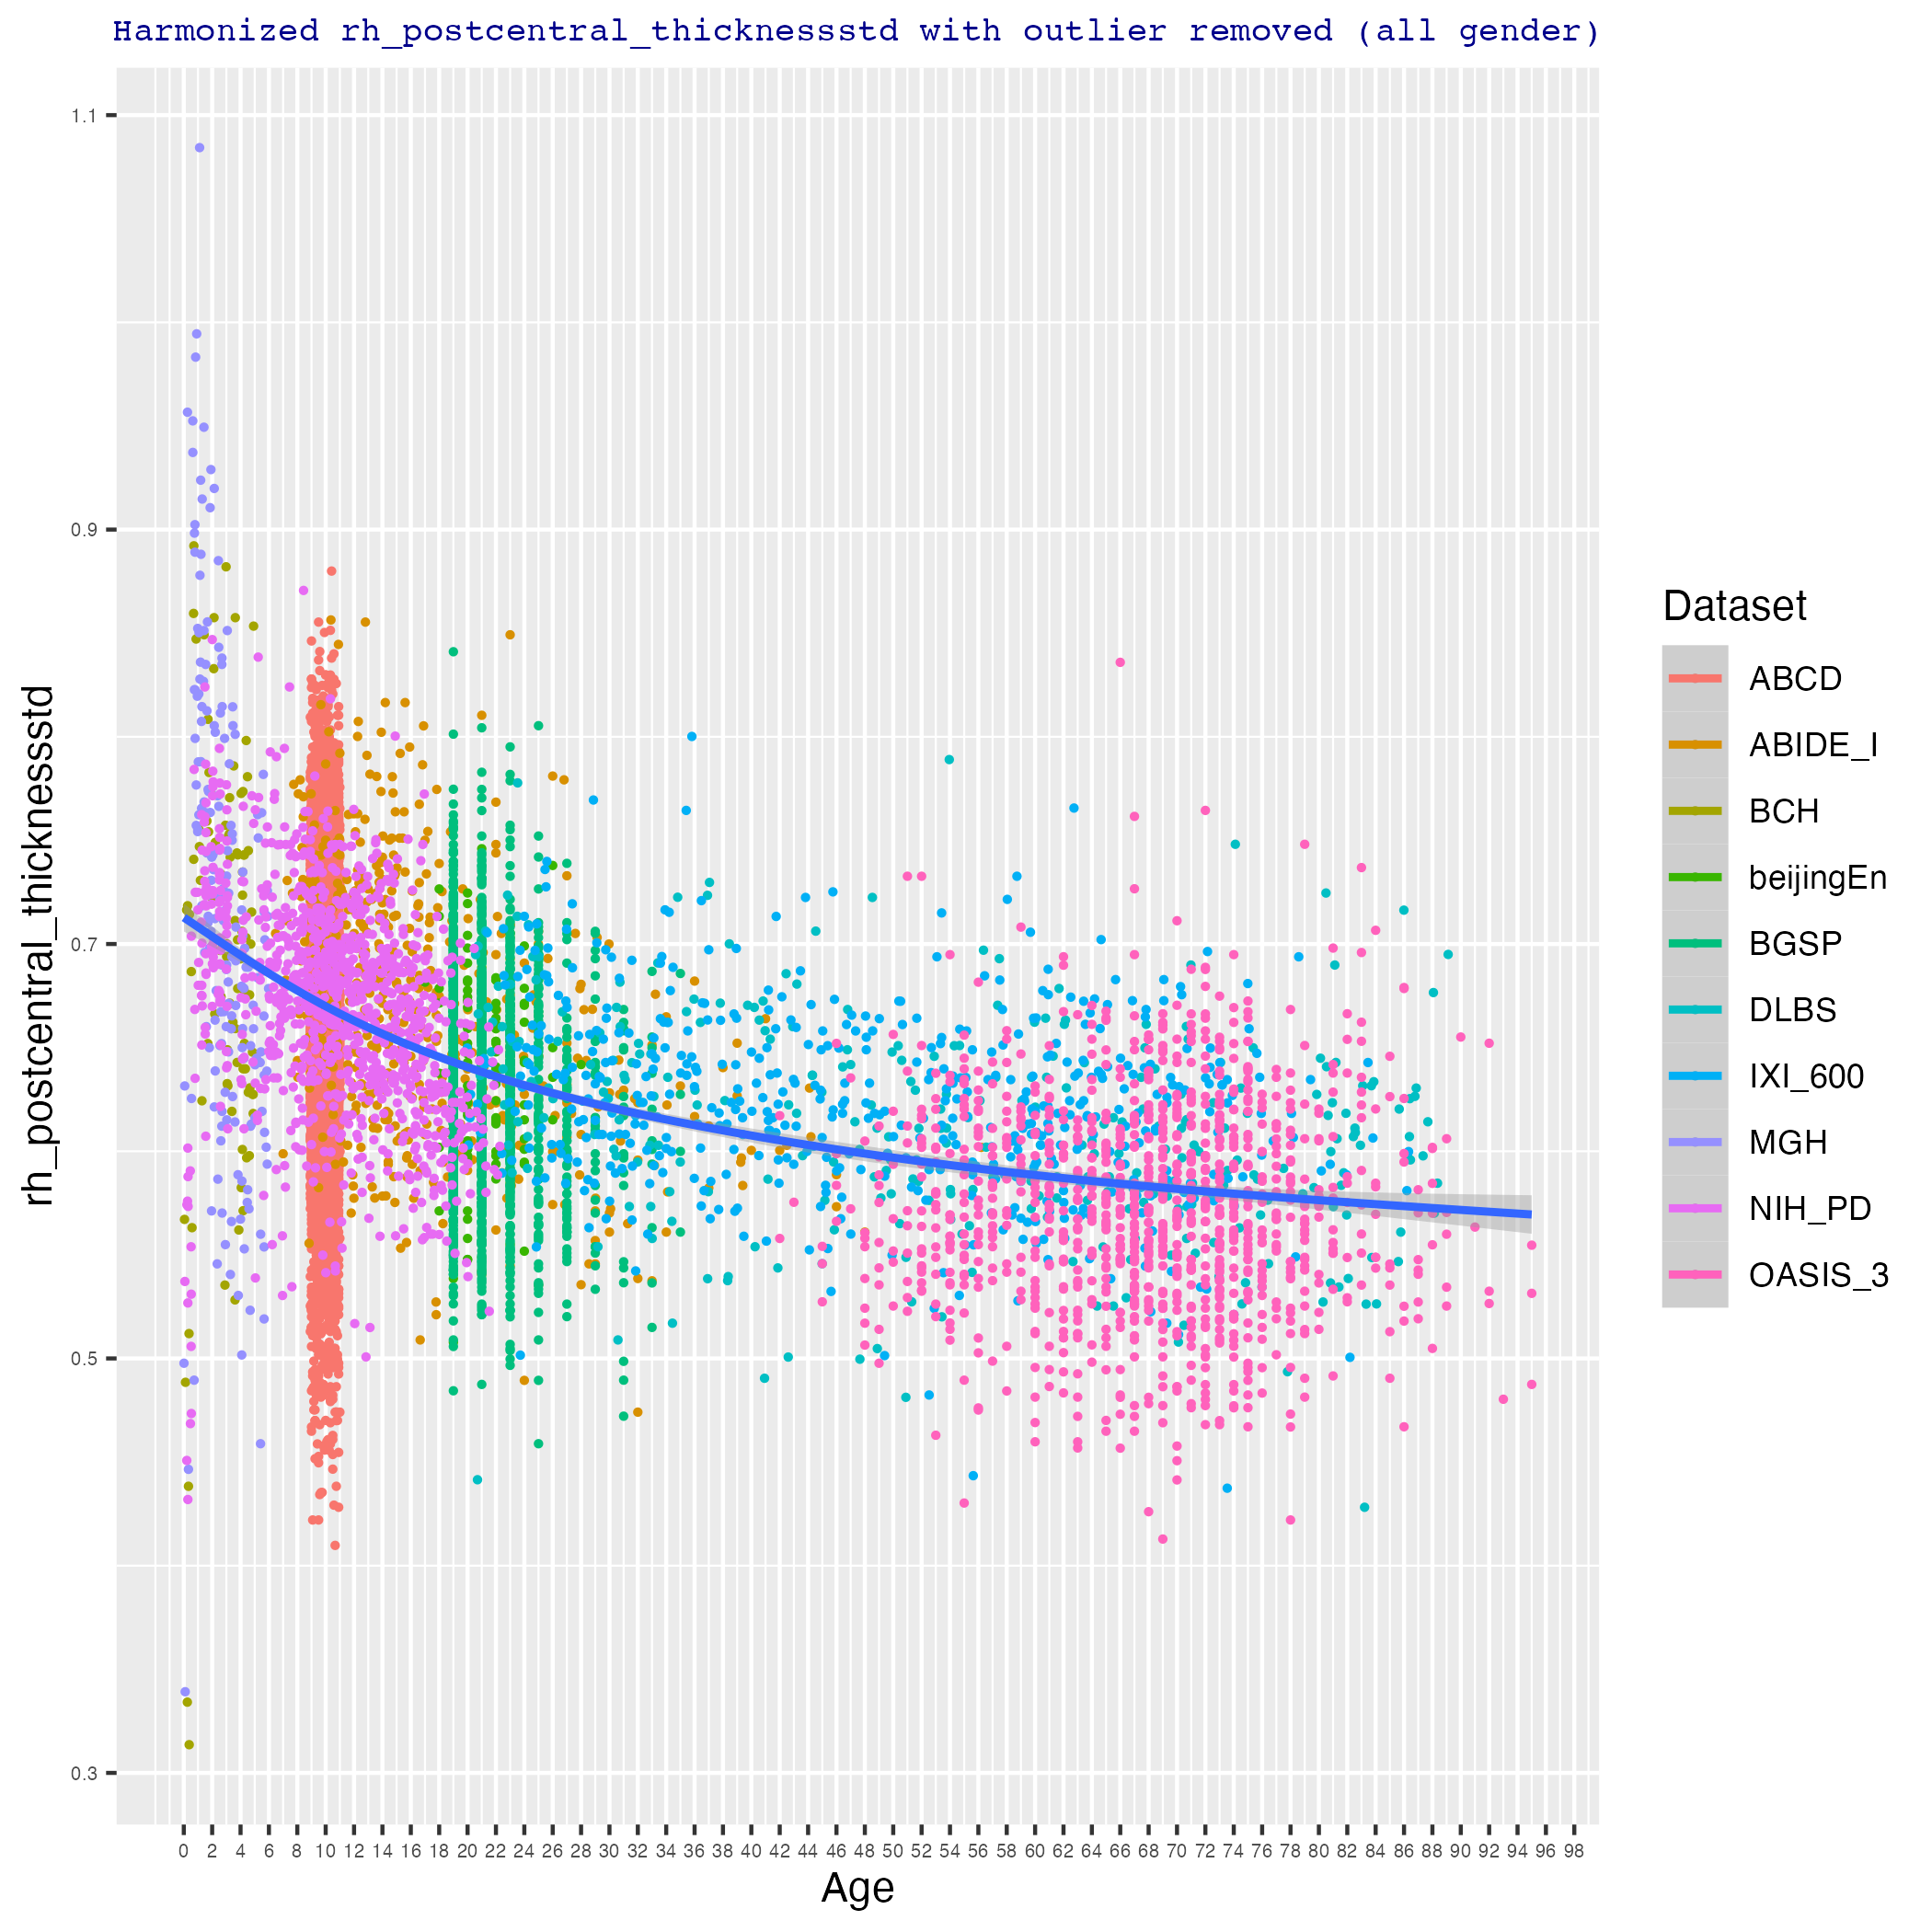 Harmonized rh_postcentral_thicknessstd with outlier removed (all gender)
rh_postcentral_thicknessstd
1.1
0.9
0.7
0.5
0.3
0 2 4 6 8 10 12 14 16 18 20 22 24 26 28 30 32 34 36 38 40 42 44 46 48 50 52 54 56 58 60 62 64 66 68 70 72 74 76 78 80 82 84 86 88 90 92 94 96 98
Age
Dataset
ABCD
ABIDE_I
BCH
beijingEn
BGSP
DLBS
IXI_600
MGH
NIH_PD
OASIS_3